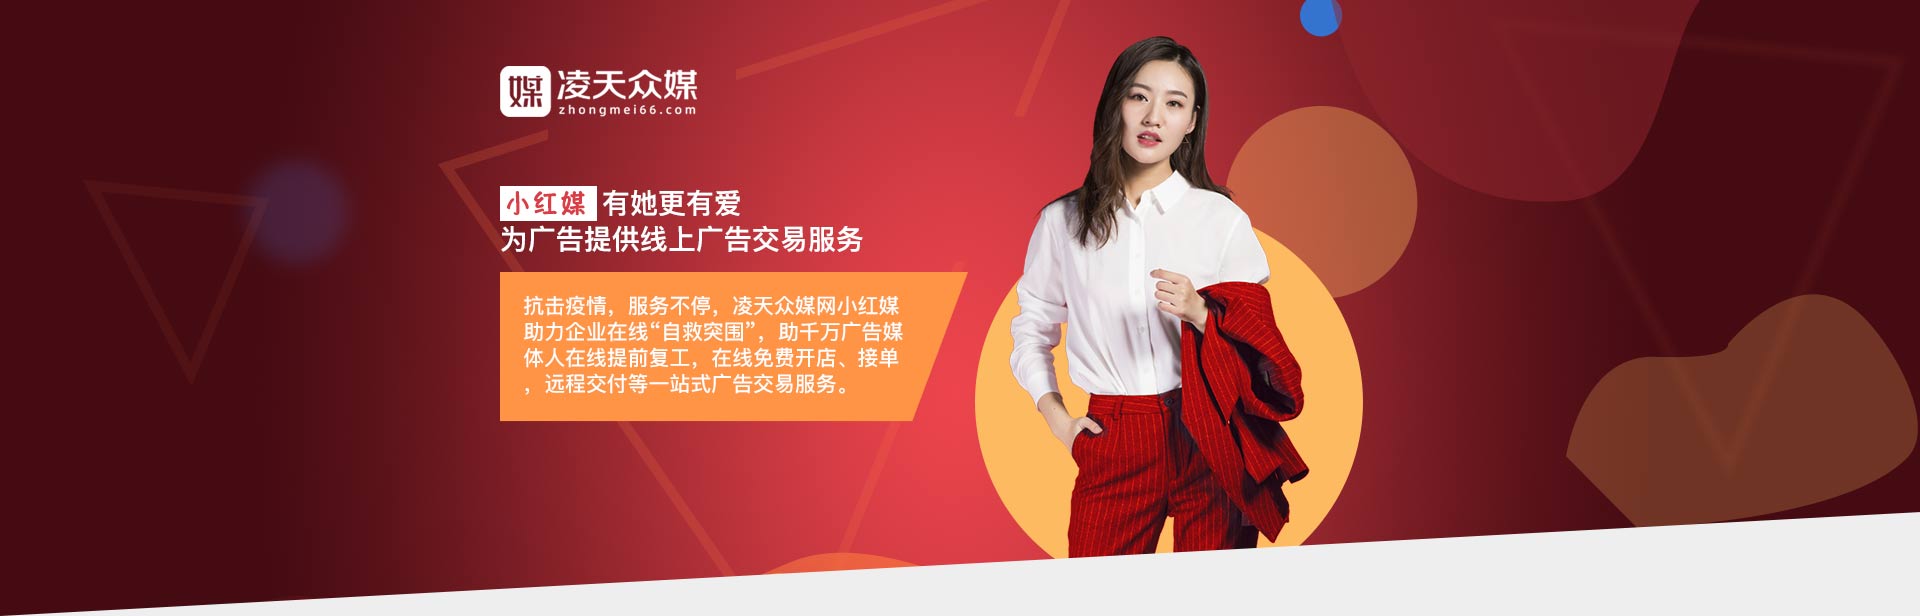 媒 凌天众媒
zhongmei66.com
小红媒 有她更有爱
为广告提供线上广告交易服务
抗击疫情，服务不停，凌天众媒网小红媒
助力企业在线“自救突围”，助千万广告媒
体人在线提前复工，在线免费开店、接单
，远程交付等一站式广告交易服务。